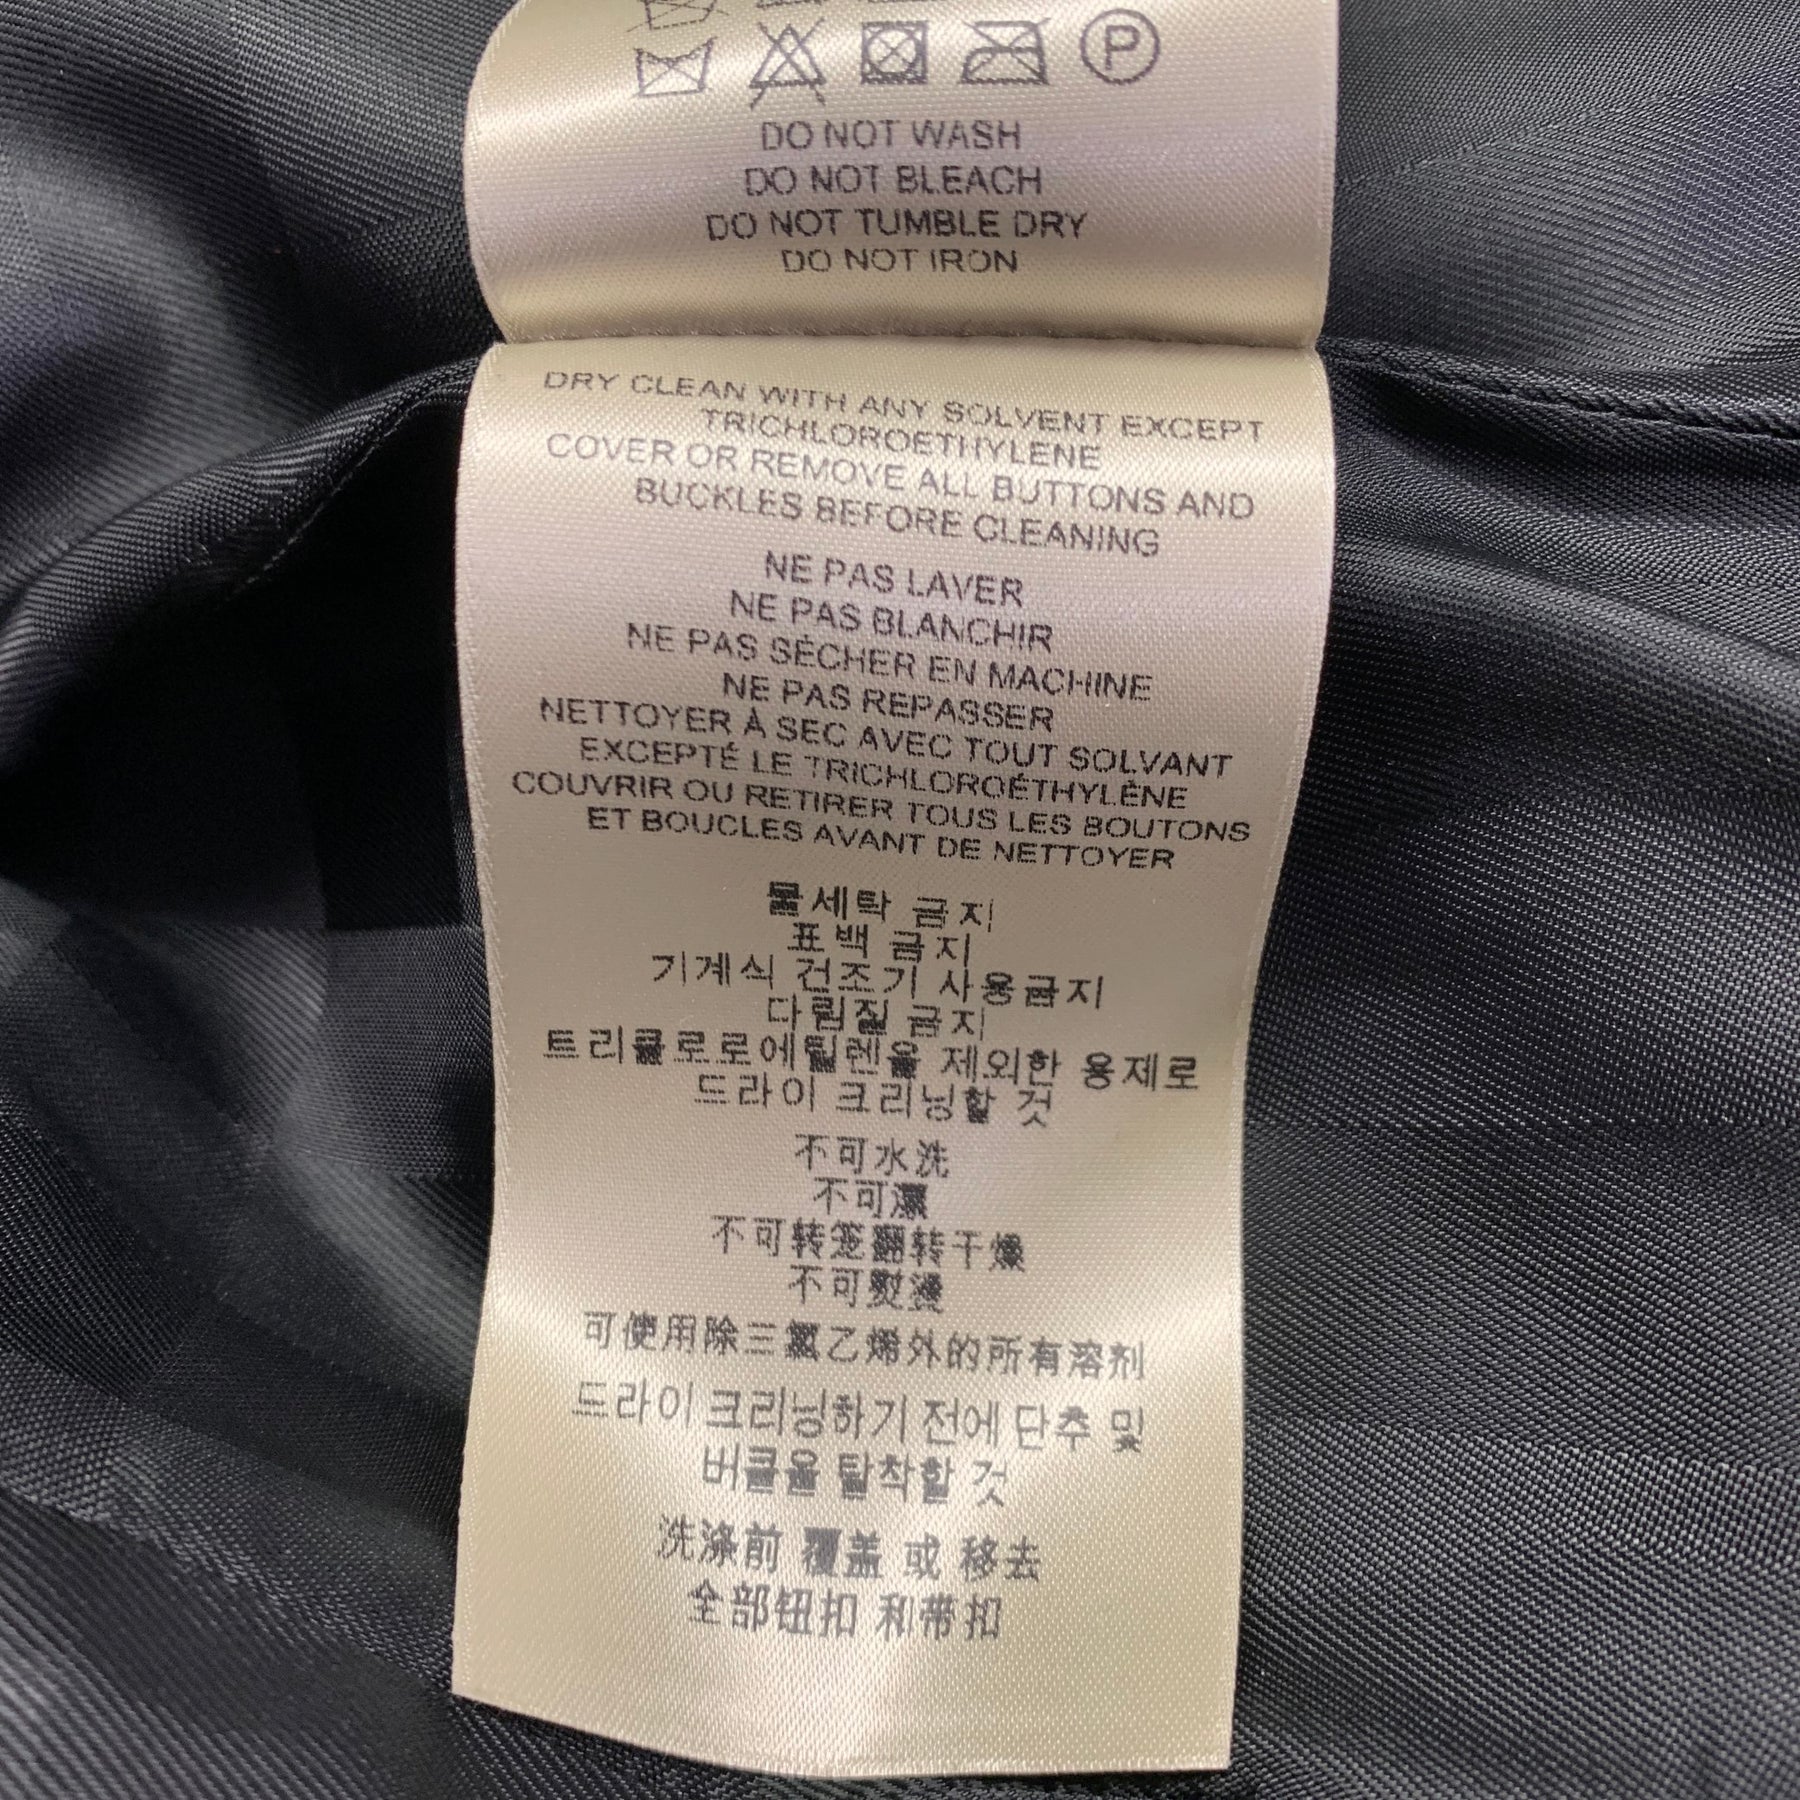 P
DO NOT WASH
DO NOT BLEACH
DO NOT TUMBLE DRY
DO NOT IRON
DRY CLEAN WITH ANY SOLVENT EXCEPT
TRICHLOROETHYLENE
COVER OR REMOVE ALL BUTTONS AND
BUCKLES BEFORE CLEANING
NE PAS LAVER
NE PAS BLANCHIR
NE PAS SÉCHER EN MACHINE
NE PAS REPASSER
NETTOYER À SEC AVEC TOUT SOLVANT
EXCEPTÉ LE TRICHLOROÉTHYLÈNE
COUVRIR OU RETIRER TOUS LES BOUTONS
ET BOUCLES AVANT DE NETTOYER
물세탁 금지
표백 금지
기계식 건조기 사용금지
다림질 금지
트리클로로에틸렌을 제외한 용제로
드라이 크리닝할 것
不可水洗
不可漂
不可转笼翻转干燥
不可熨烫
可使用除三氯乙烯外的所有溶剂
드라이 크리닝하기 전에 단추 및
버클을 탈착할 것
洗涤前 覆盖 或 移去
全部钮扣 和带扣